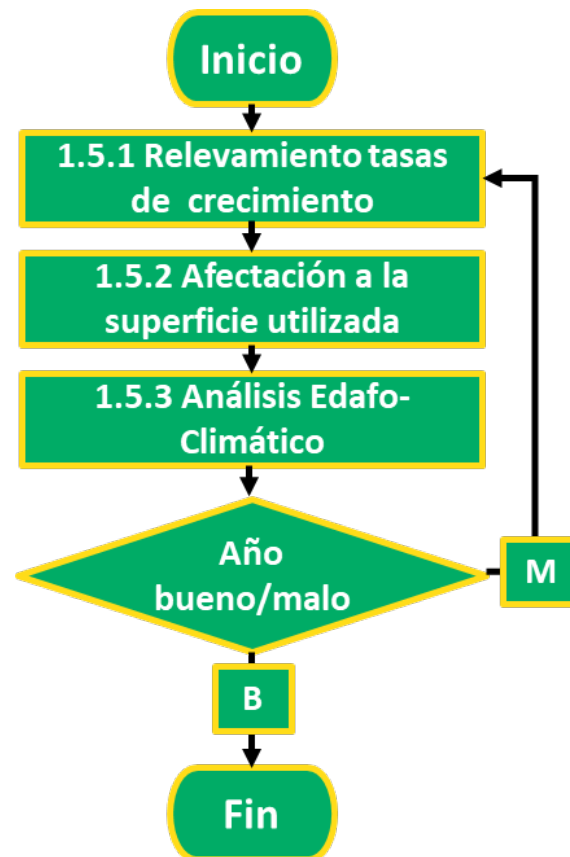 Inicio
1.5.1 Relevamiento tasas
de crecimiento
1.5.2 Afectación a la
superficie utilizada
1.5.3 Análisis Edafo-
Climático
Año
bueno/malo
M
B
Fin